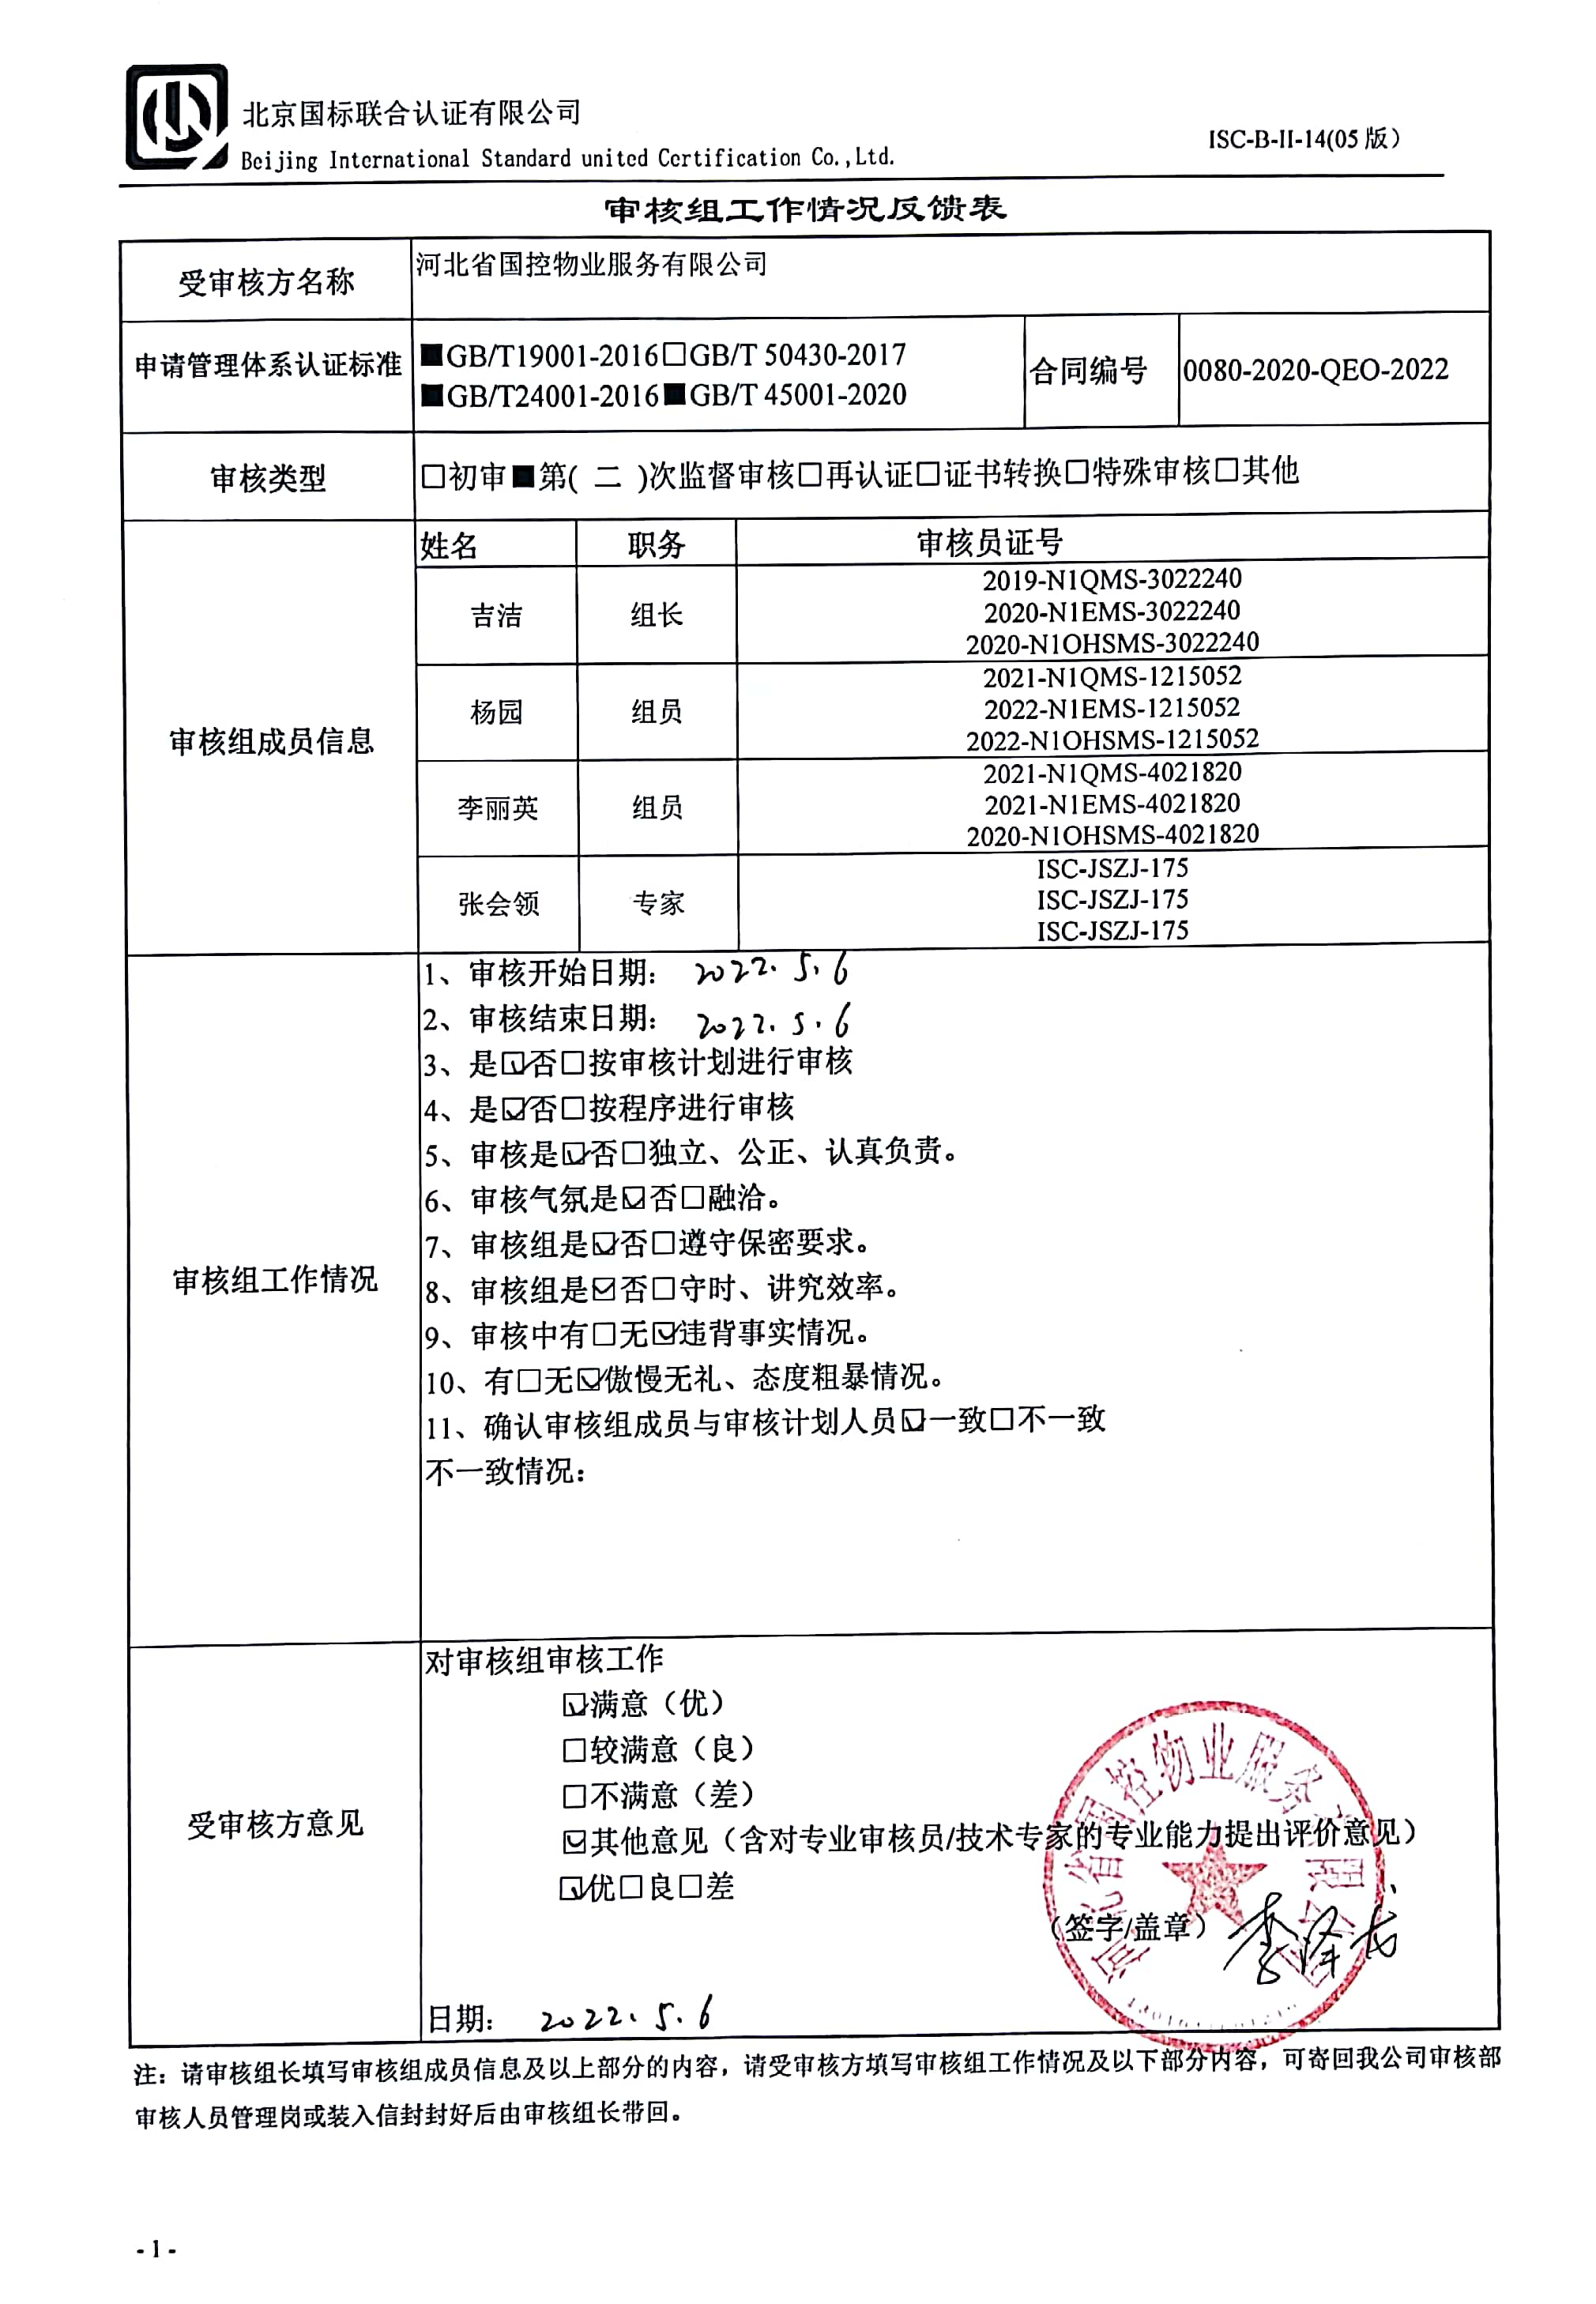 北京国标联合认证有限公司
Beijing International Standard united Certification Co.,Ltd.
ISC-B-II-14(05 版)
审核组工作情况反馈表
受审核方名称 河北省国控物业服务有限公司
申请管理体系认证标准 ■GB/T19001-2016□GB/T 50430-2017
■GB/T24001-2016■GB/T 45001-2020
合同编号 0080-2020-QEO-2022
审核类型 □初审■第( 二 )次监督审核□再认证□证书转换□特殊审核□其他
审核组成员信息
姓名 职务 审核员证号
吉洁 组长 2019-N1QMS-3022240
2020-N1EMS-3022240
2020-N1OHSMS-3022240
杨园 组员 2021-N1QMS-1215052
2022-N1EMS-1215052
2022-N1OHSMS-1215052
李丽英 组员 2021-N1QMS-4021820
2021-N1EMS-4021820
2020-N1OHSMS-4021820
张会领 专家 ISC-JSZJ-175
ISC-JSZJ-175
ISC-JSZJ-175
审核组工作情况
1、审核开始日期： 2022.5.6
2、审核结束日期： 2022.5.6
3、是☑否□按审核计划进行审核
4、是☑否□按程序进行审核
5、审核是☑否□独立、公正、认真负责。
6、审核气氛是☑否□融洽。
7、审核组是☑否□遵守保密要求。
8、审核组是☑否□守时、讲究效率。
9、审核中有□无☑违背事实情况。
10、有□无☑傲慢无礼、态度粗暴情况。
11、确认审核组成员与审核计划人员☑一致□不一致
不一致情况：
受审核方意见
对审核组审核工作
☑满意（优）
□较满意（良）
□不满意（差）
☑其他意见（含对专业审核员/技术专家的专业能力提出评价意见）
☑优□良□差
（签字/盖章）
河北省国控物业服务有限公司
日期： 2022.5.6
注：请审核组长填写审核组成员信息及以上部分的内容，请受审核方填写审核组工作情况及以下部分内容，可寄回我公司审核部
审核人员管理岗或装入信封封好后由审核组长带回。
- 1 -